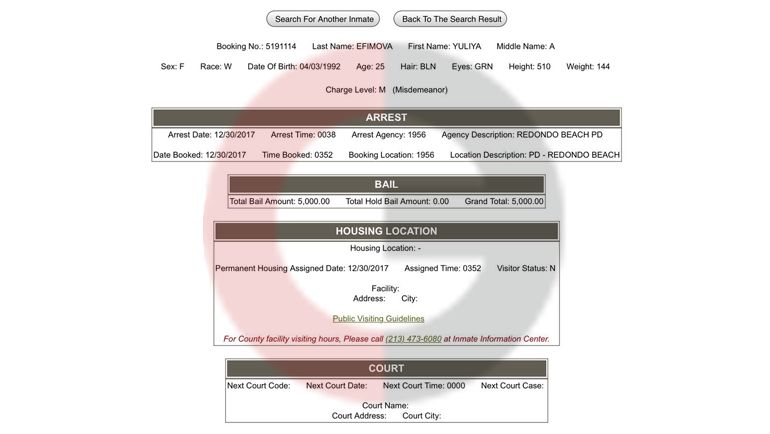 Search For Another Inmate Back To The Search Result
Booking No.: 5191114 Last Name: EFIMOVA First Name: YULIYA Middle Name: A
Sex: F Race: W Date Of Birth: 04/03/1992 Age: 25 Hair: BLN Eyes: GRN Height: 510 Weight: 144
Charge Level: M (Misdemeanor)
ARREST
Arrest Date: 12/30/2017 Arrest Time: 0038 Arrest Agency: 1956 Agency Description: REDONDO BEACH PD
Date Booked: 12/30/2017 Time Booked: 0352 Booking Location: 1956 Location Description: PD - REDONDO BEACH
BAIL
Total Bail Amount: 5,000.00 Total Hold Bail Amount: 0.00 Grand Total: 5,000.00
HOUSING LOCATION
Housing Location: -
Permanent Housing Assigned Date: 12/30/2017 Assigned Time: 0352 Visitor Status: N
Facility:
Address: City:
Public Visiting Guidelines
For County facility visiting hours, Please call (213) 473-6080 at Inmate Information Center.
COURT
Next Court Code: Next Court Date: Next Court Time: 0000 Next Court Case:
Court Name:
Court Address: Court City: